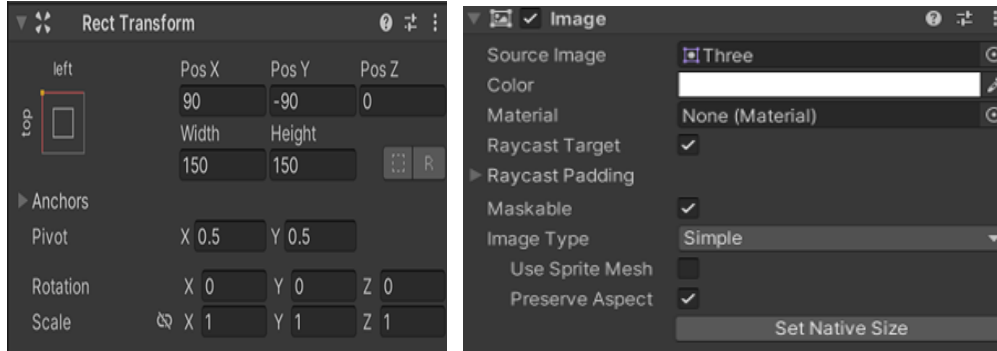 Rect Transform
left
Pos X Pos Y Pos Z
90 -90 0
top
Width Height
150 150
R
Anchors
Pivot X 0.5 Y 0.5
Rotation X 0 Y 0 Z 0
Scale X 1 Y 1 Z 1
Image
Source Image Three
Color
Material None (Material)
Raycast Target
Raycast Padding
Maskable
Image Type Simple
Use Sprite Mesh
Preserve Aspect
Set Native Size